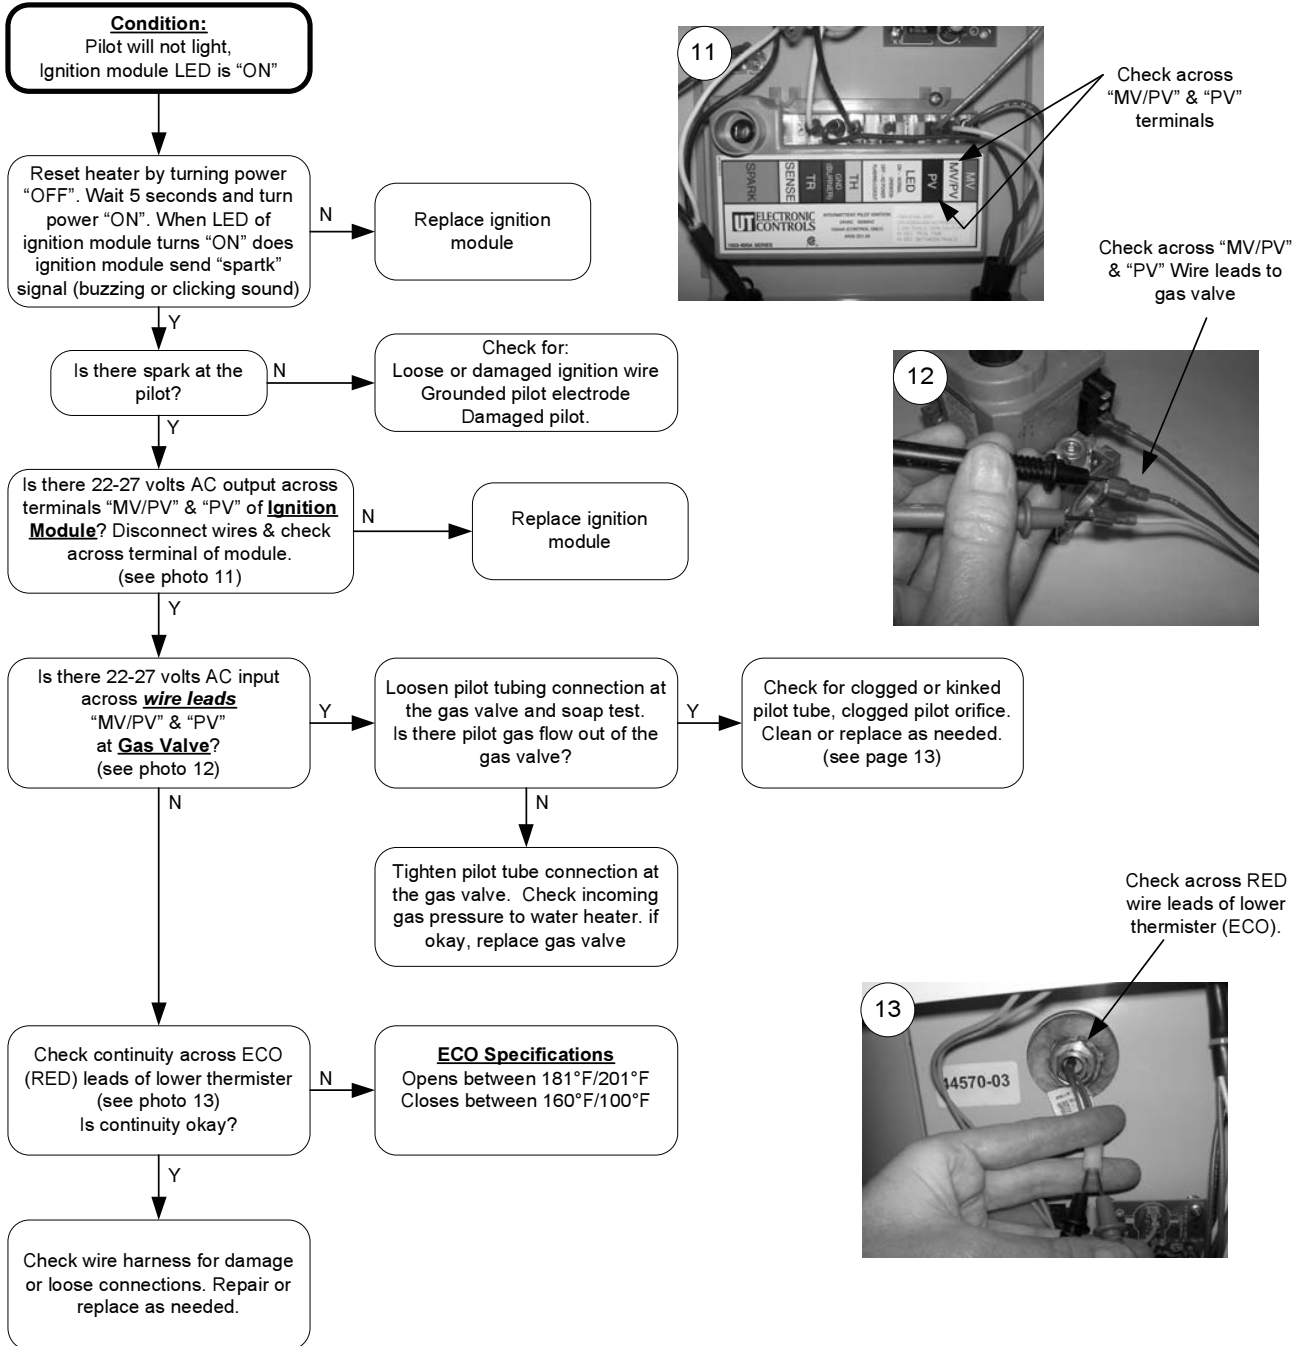 Condition:
Pilot will not light,
Ignition module LED is “ON”
Reset heater by turning power
“OFF”. Wait 5 seconds and turn
power “ON”. When LED of
ignition module turns “ON” does
ignition module send “spartk”
signal (buzzing or clicking sound)
N
Replace ignition
module
Y
Is there spark at the
pilot?
N
Check for:
Loose or damaged ignition wire
Grounded pilot electrode
Damaged pilot.
Y
Is there 22-27 volts AC output across
terminals “MV/PV” & “PV” of Ignition
Module? Disconnect wires & check
across terminal of module.
(see photo 11)
N
Replace ignition
module
Y
Is there 22-27 volts AC input
across wire leads
“MV/PV” & “PV”
at Gas Valve?
(see photo 12)
Y
Loosen pilot tubing connection at
the gas valve and soap test.
Is there pilot gas flow out of the
gas valve?
Y
Check for clogged or kinked
pilot tube, clogged pilot orifice.
Clean or replace as needed.
(see page 13)
N
Tighten pilot tube connection at
the gas valve.  Check incoming
gas pressure to water heater. if
okay, replace gas valve
N
Check continuity across ECO
(RED) leads of lower thermister
(see photo 13)
Is continuity okay?
N
ECO Specifications
Opens between 181°F/201°F
Closes between 160°F/100°F
Y
Check wire harness for damage
or loose connections. Repair or
replace as needed.
11
Check across
“MV/PV” & “PV”
terminals
SPARK
SENSE
TR
GND
(BURNER)
TH
LED
PV
MV/PV
MV
UT ELECTRONIC
CONTROLS
INTERMITTENT PILOT IGNITION
Check across “MV/PV”
& “PV” Wire leads to
gas valve
12
Check across RED
wire leads of lower
thermister (ECO).
13
44570-03